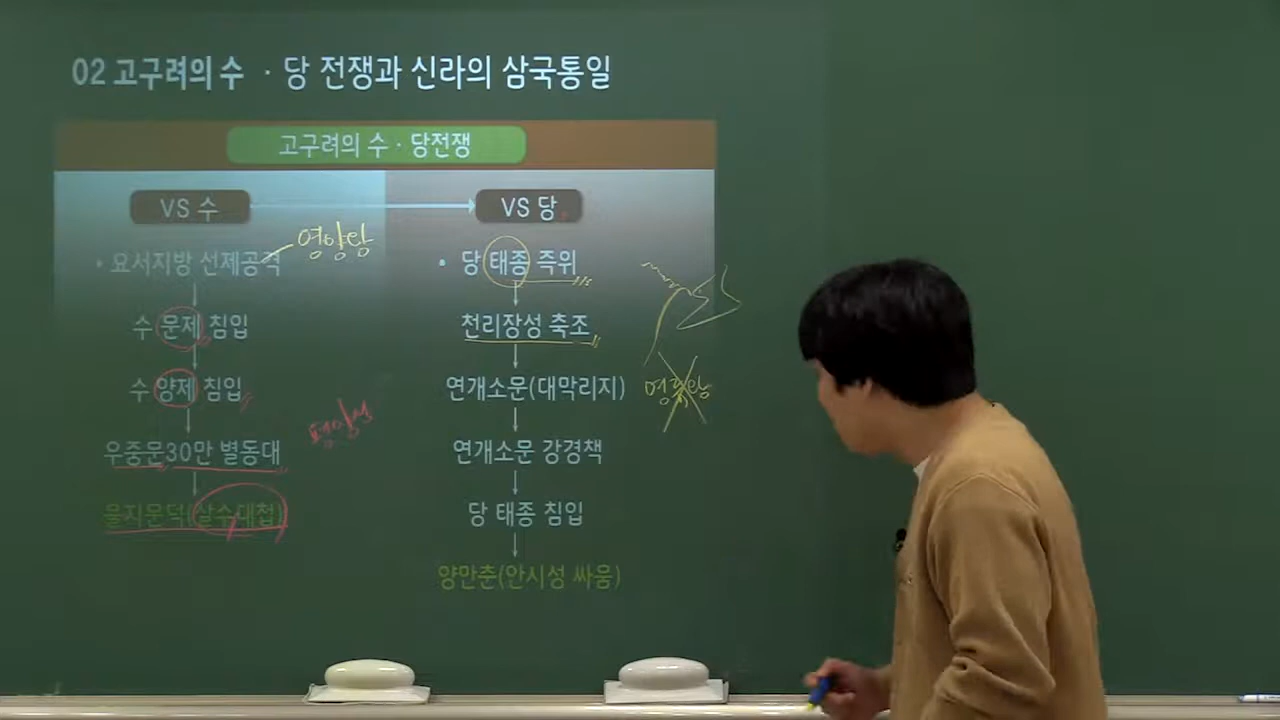 02 고구려의 수 · 당 전쟁과 신라의 삼국통일
고구려의 수 · 당전쟁
VS 수
• 요서지방 선제공격
영양왕
수 문제 침입
수 양제 침입
우중문30만 별동대
평양성
을지문덕(살수대첩)
VS 당
• 당 태종 즉위
천리장성 축조
연개소문(대막리지)
영류왕
연개소문 강경책
당 태종 침입
양만춘(안시성 싸움)